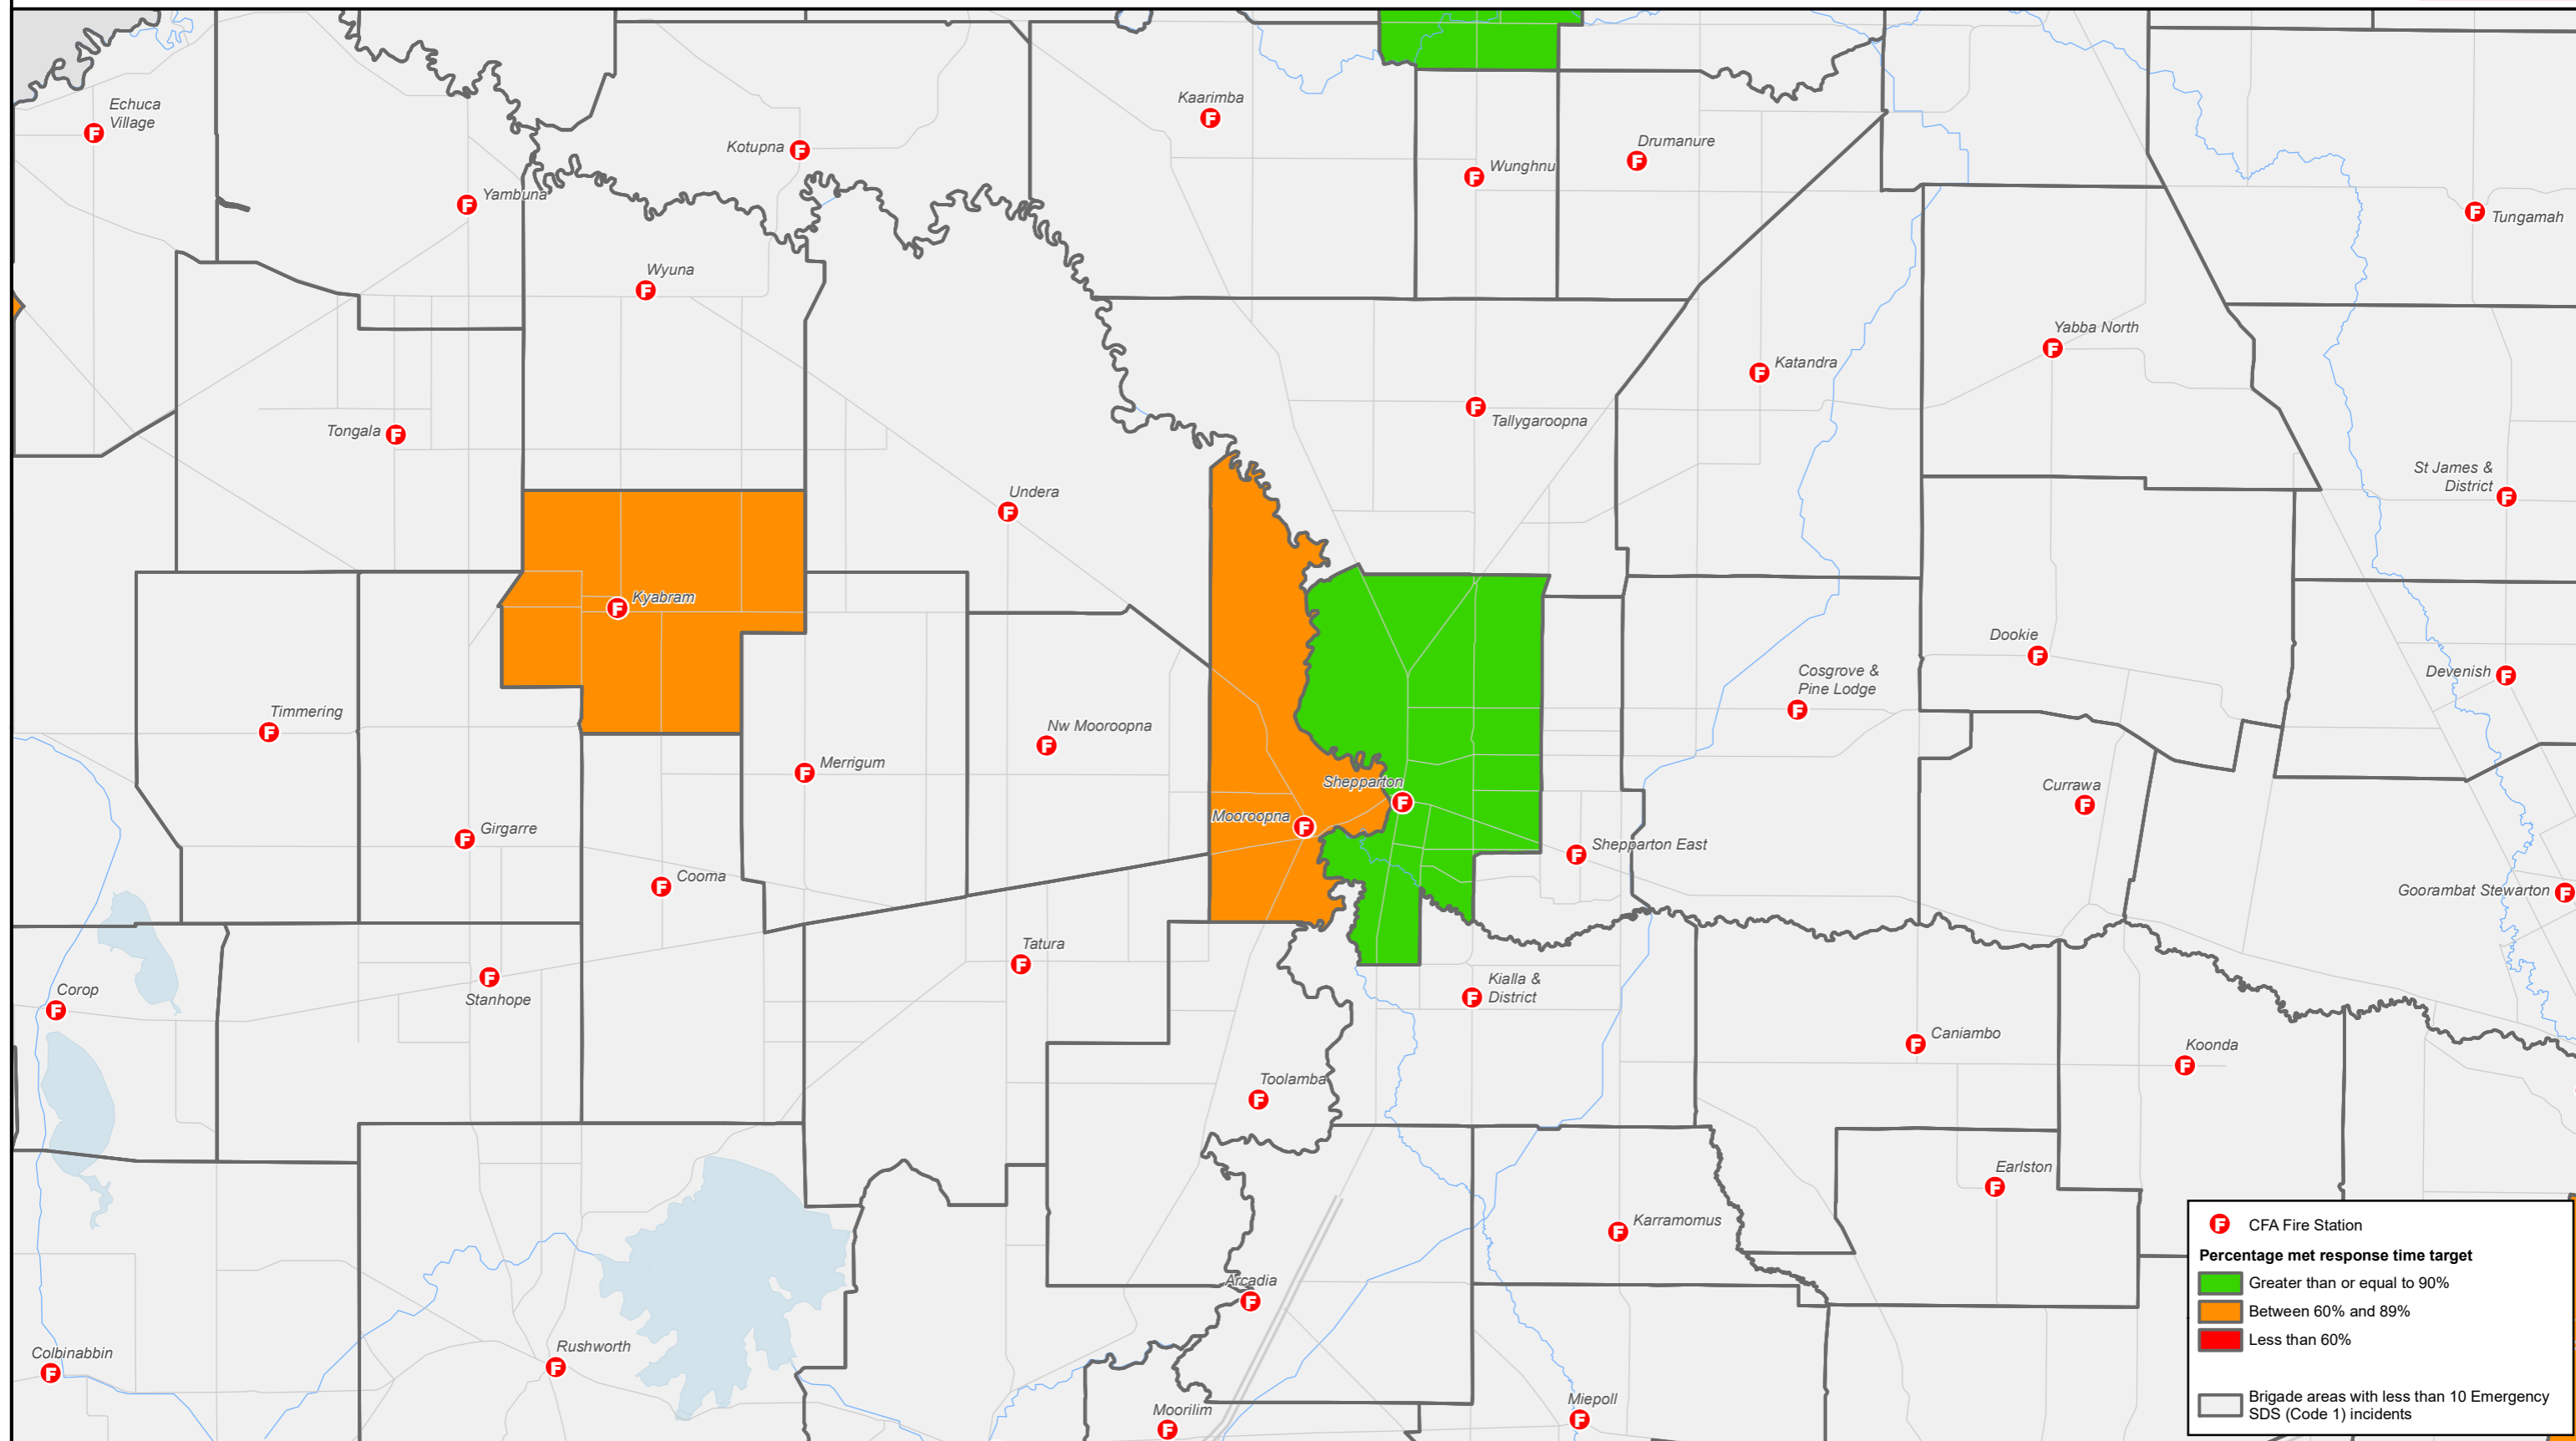 Echuca
Village
Kaarimba
Kotupna
Drumanure
Wunghnu
Yambuna
Tungamah
Wyuna
Yabba North
Katandra
Tallygaroopna
Tongala
St James &
District
Undera
Kyabram
Dookie
Devenish
Cosgrove &
Pine Lodge
Timmering
Nw Mooroopna
Merrigum
Shepparton
Currawa
Mooroopna
Girgarre
Shepparton East
Cooma
Goorambat Stewarton
Tatura
Corop
Stanhope
Kialla &
District
Caniambo
Koonda
Toolamba
Earlston
Karramomus
Arcadia
Rushworth
Colbinabbin
Miepoll
Moorilim
F CFA Fire Station
Percentage met response time target
Greater than or equal to 90%
Between 60% and 89%
Less than 60%
Brigade areas with less than 10 Emergency
SDS (Code 1) incidents